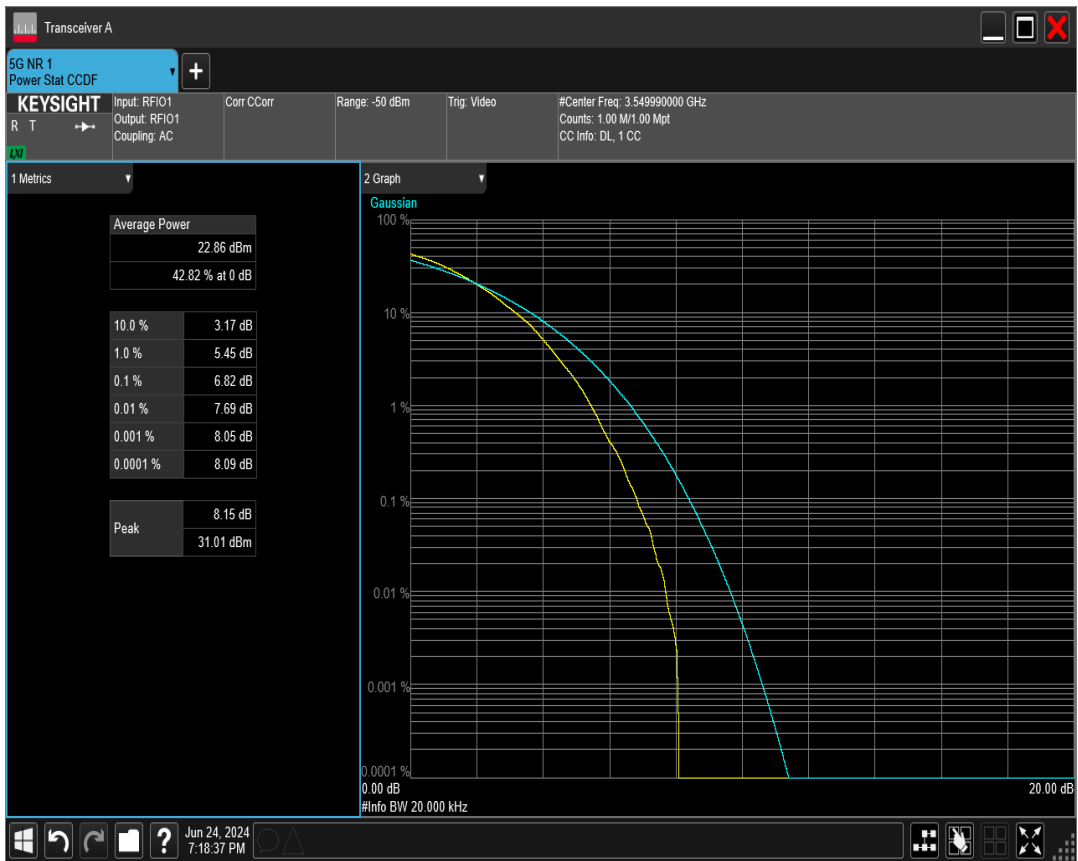 Transceiver A
5G NR 1
Power Stat CCDF
KEYSIGHT
R T
LXI
Input: RFIO1
Output: RFIO1
Coupling: AC
Corr CCorr
Range: -50 dBm
Trig: Video
#Center Freq: 3.549990000 GHz
Counts: 1.00 M/1.00 Mpt
CC Info: DL, 1 CC
1 Metrics
Average Power
22.86 dBm
42.82 % at 0 dB
10.0 % 3.17 dB
1.0 % 5.45 dB
0.1 % 6.82 dB
0.01 % 7.69 dB
0.001 % 8.05 dB
0.0001 % 8.09 dB
Peak 8.15 dB
31.01 dBm
2 Graph
Gaussian
100 %
10 %
1 %
0.1 %
0.01 %
0.001 %
0.0001 %
0.00 dB 20.00 dB
#Info BW 20.000 kHz
Jun 24, 2024
7:18:37 PM